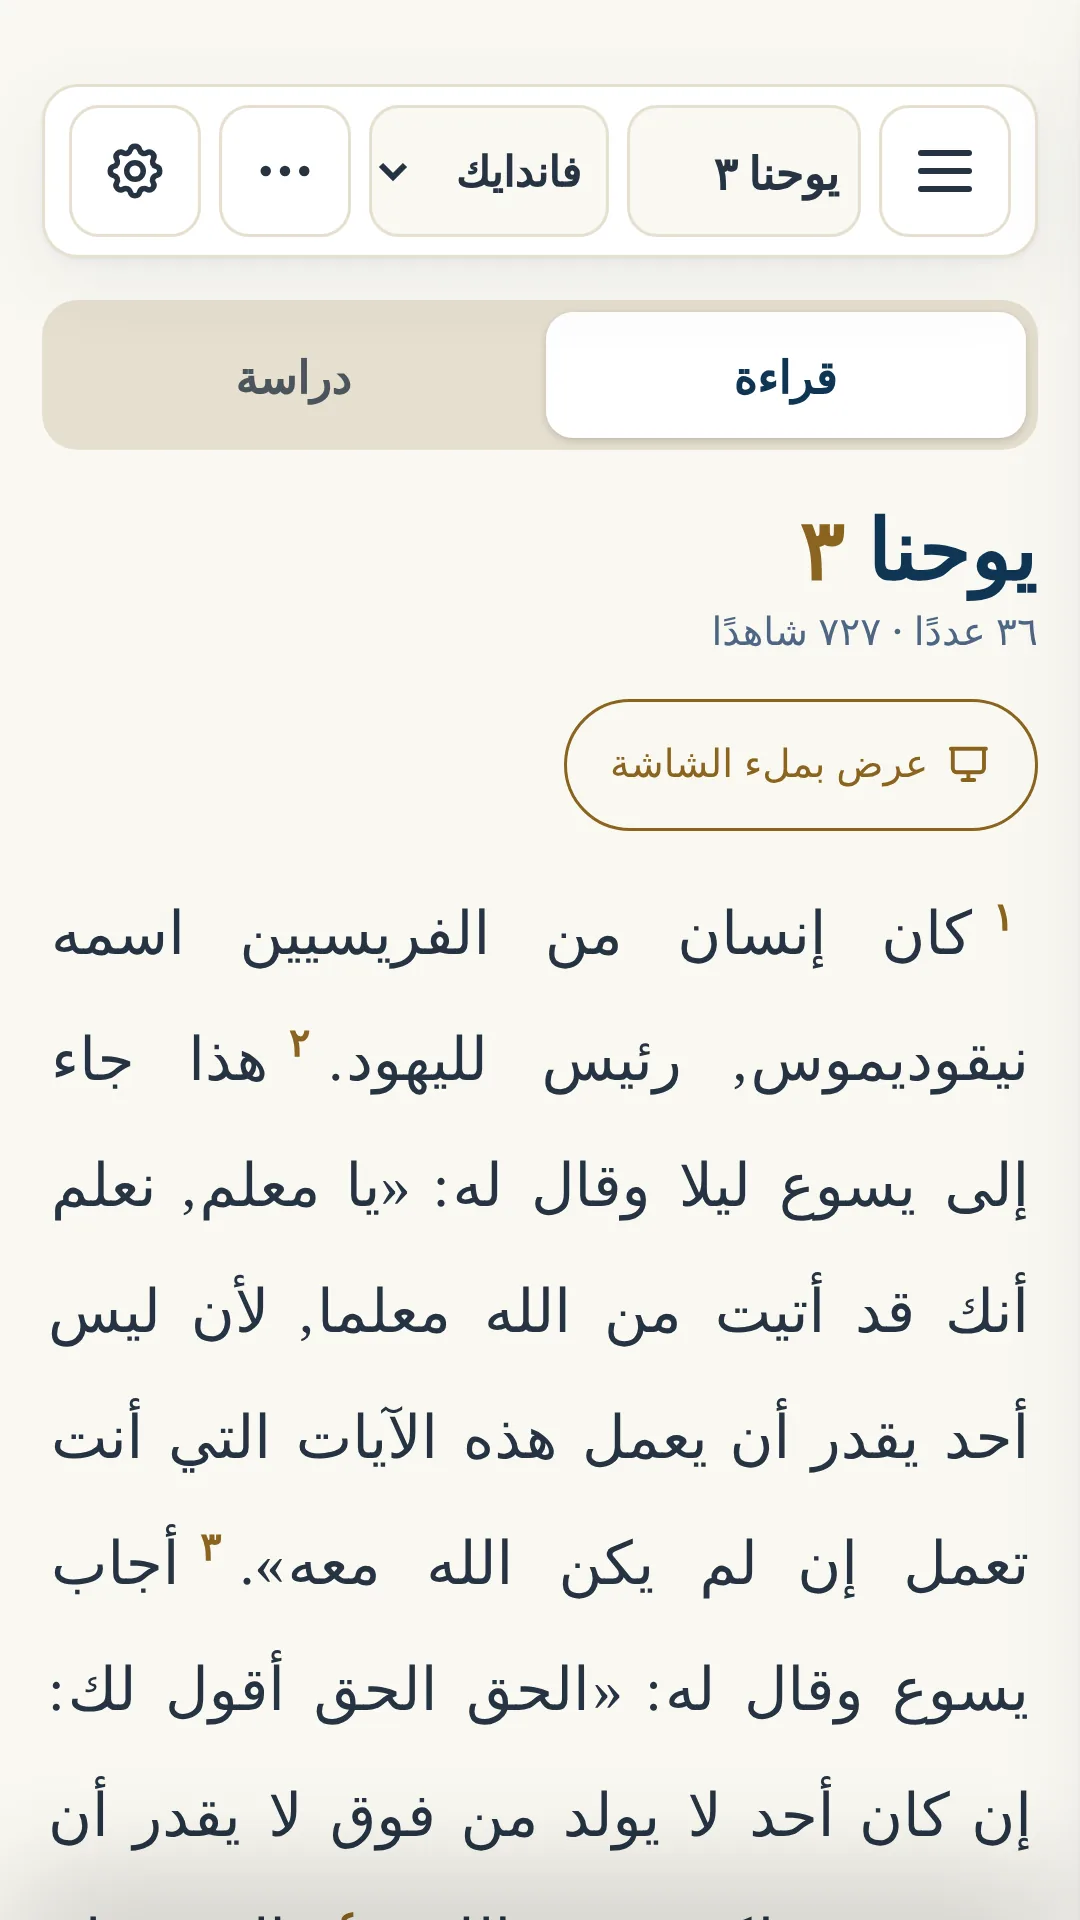 يوحنا ٣
فاندايك
قراءة
دراسة
يوحنا ٣
٣٦ عددًا · ٧٢٧ شاهدًا
عرض بملء الشاشة
١ كان إنسان من الفريسيين اسمه
نيقوديموس, رئيس لليهود. ٢ هذا جاء
إلى يسوع ليلا وقال له: «يا معلم, نعلم
أنك قد أتيت من الله معلما, لأن ليس
أحد يقدر أن يعمل هذه الآيات التي أنت
تعمل إن لم يكن الله معه». ٣ أجاب
يسوع وقال له: «الحق الحق أقول لك:
إن كان أحد لا يولد من فوق لا يقدر أن